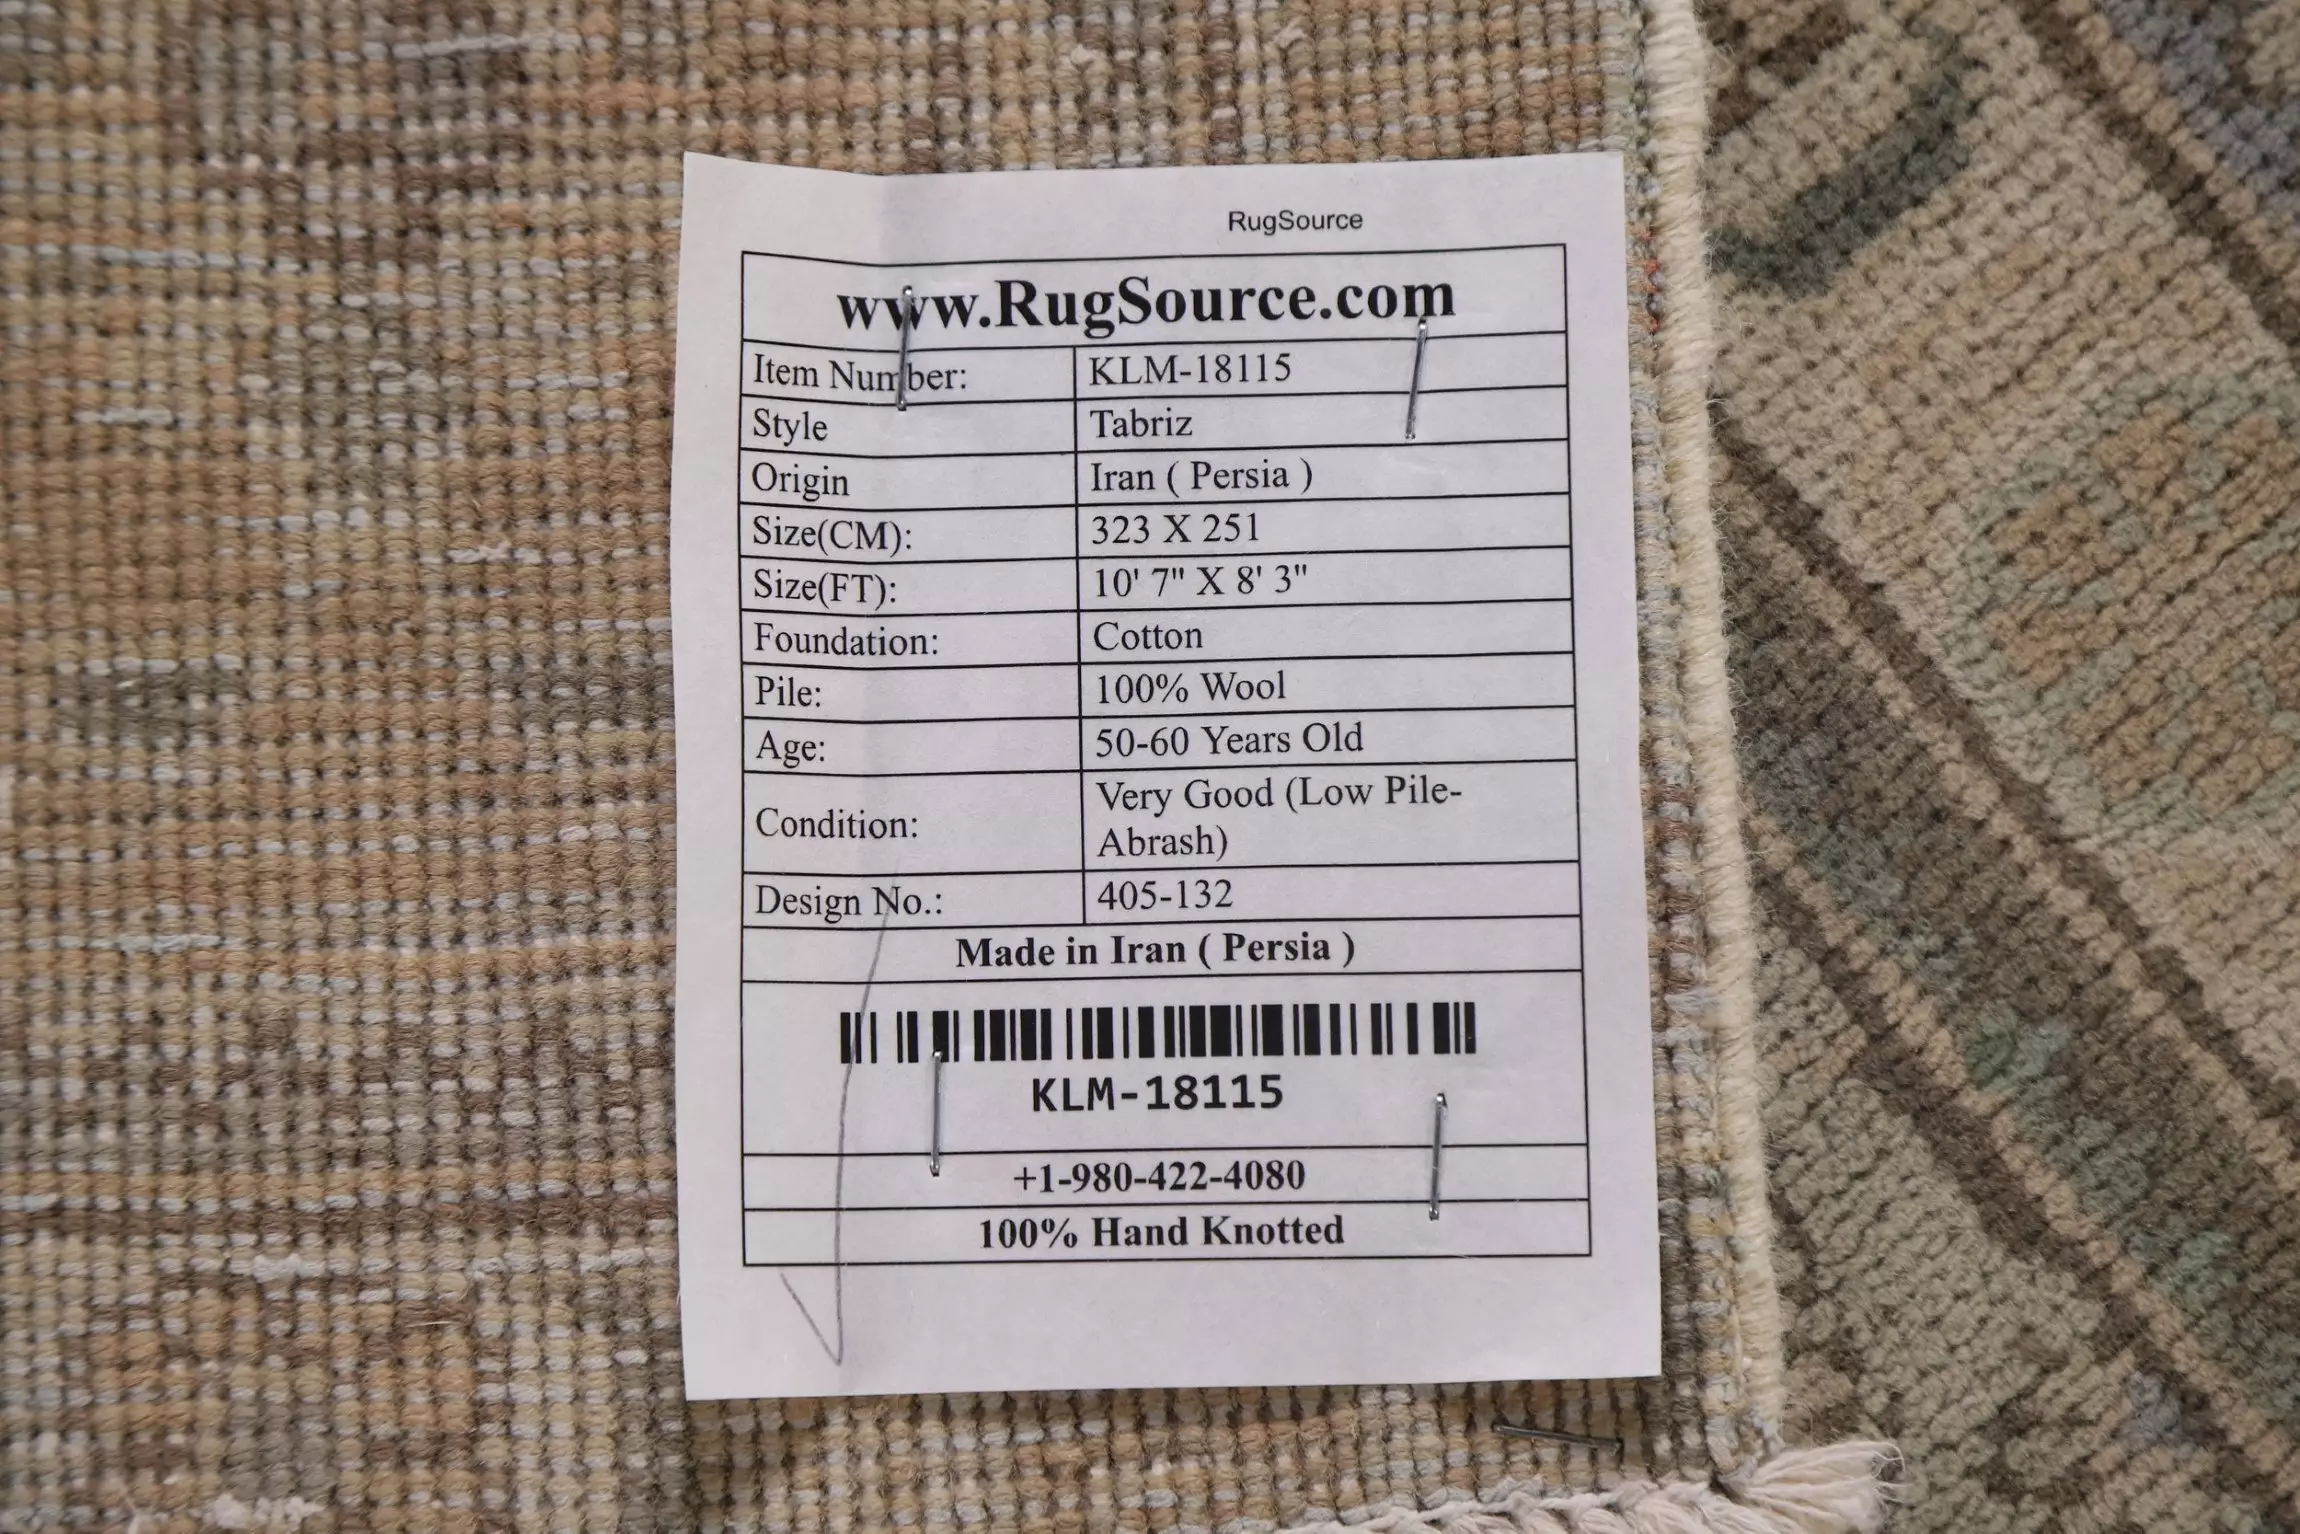 RugSource
www.RugSource.com
Item Number: KLM-18115
Style Tabriz
Origin Iran ( Persia )
Size(CM): 323 X 251
Size(FT): 10' 7" X 8' 3"
Foundation: Cotton
Pile: 100% Wool
Age: 50-60 Years Old
Condition: Very Good (Low Pile-
Abrash)
Design No.: 405-132
Made in Iran ( Persia )
KLM-18115
+1-980-422-4080
100% Hand Knotted